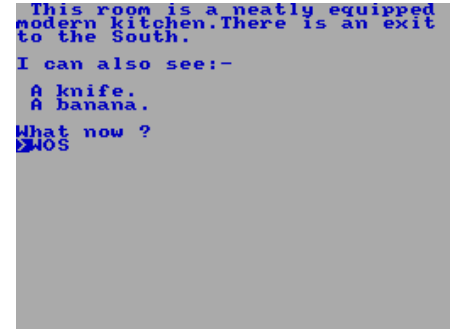 This room is a neatly equipped
modern kitchen.There is an exit
to the South.
I can also see:-
A knife.
A banana.
What now ?
>WOS